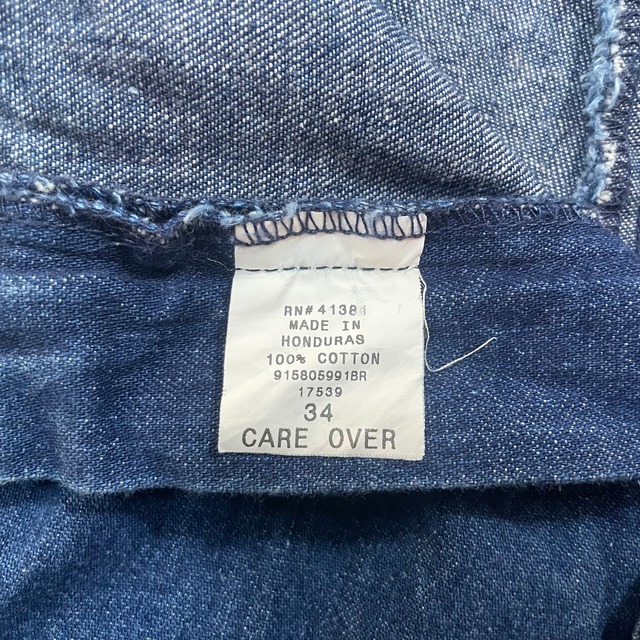 RN# 41381
MADE IN
HONDURAS
100% COTTON
915805991BR
17539
34
CARE OVER